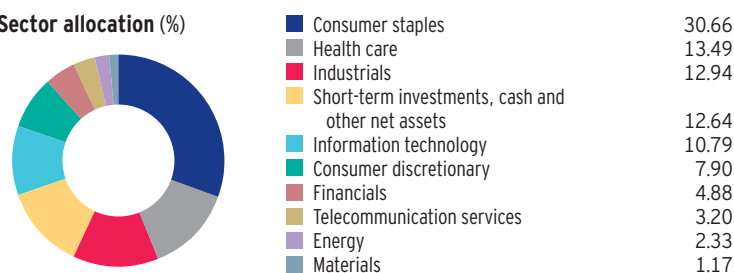 Sector allocation (%)
Consumer staples 30.66
Health care 13.49
Industrials 12.94
Short-term investments, cash and
other net assets 12.64
Information technology 10.79
Consumer discretionary 7.90
Financials 4.88
Telecommunication services 3.20
Energy 2.33
Materials 1.17